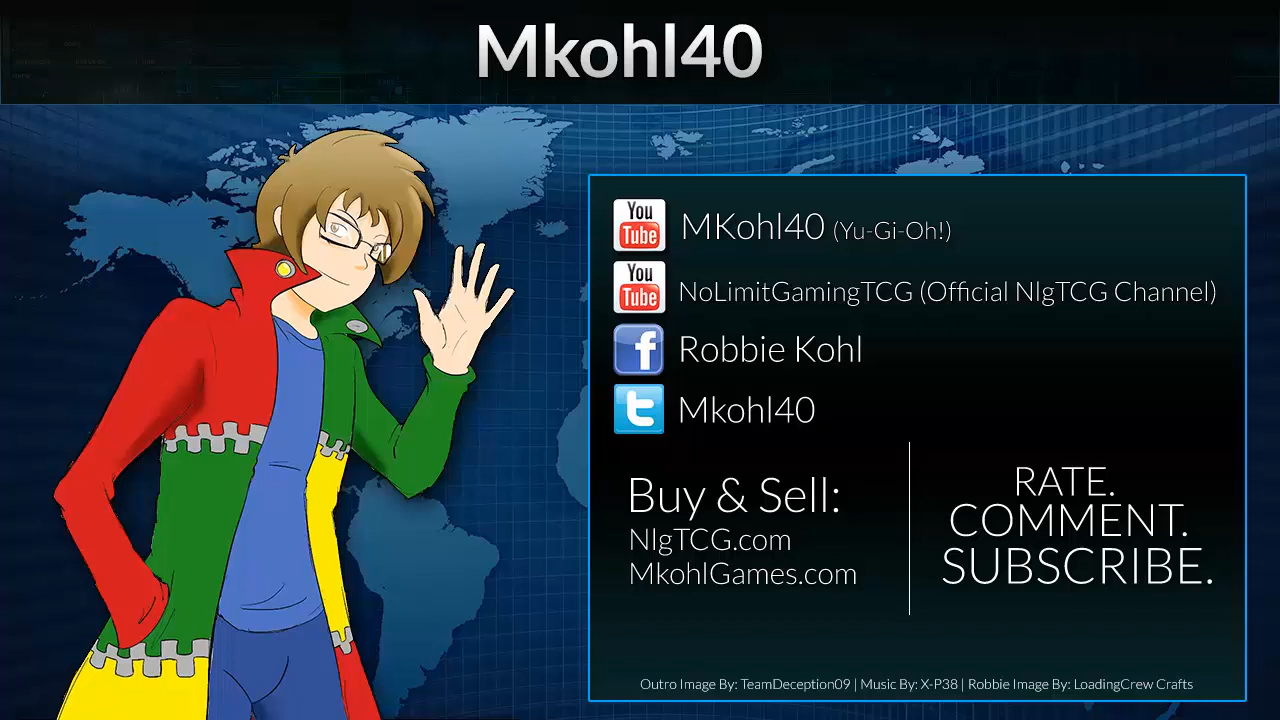 Mkohl40
You
Tube
MKohl40 (Yu-Gi-Oh!)
You
Tube
NoLimitGamingTCG (Official NlgTCG Channel)
f
Robbie Kohl
t
Mkohl40
Buy & Sell:
NlgTCG.com
MkohlGames.com
RATE.
COMMENT.
SUBSCRIBE.
Outro Image By: TeamDeception09 | Music By: X-P38 | Robbie Image By: LoadingCrew Crafts